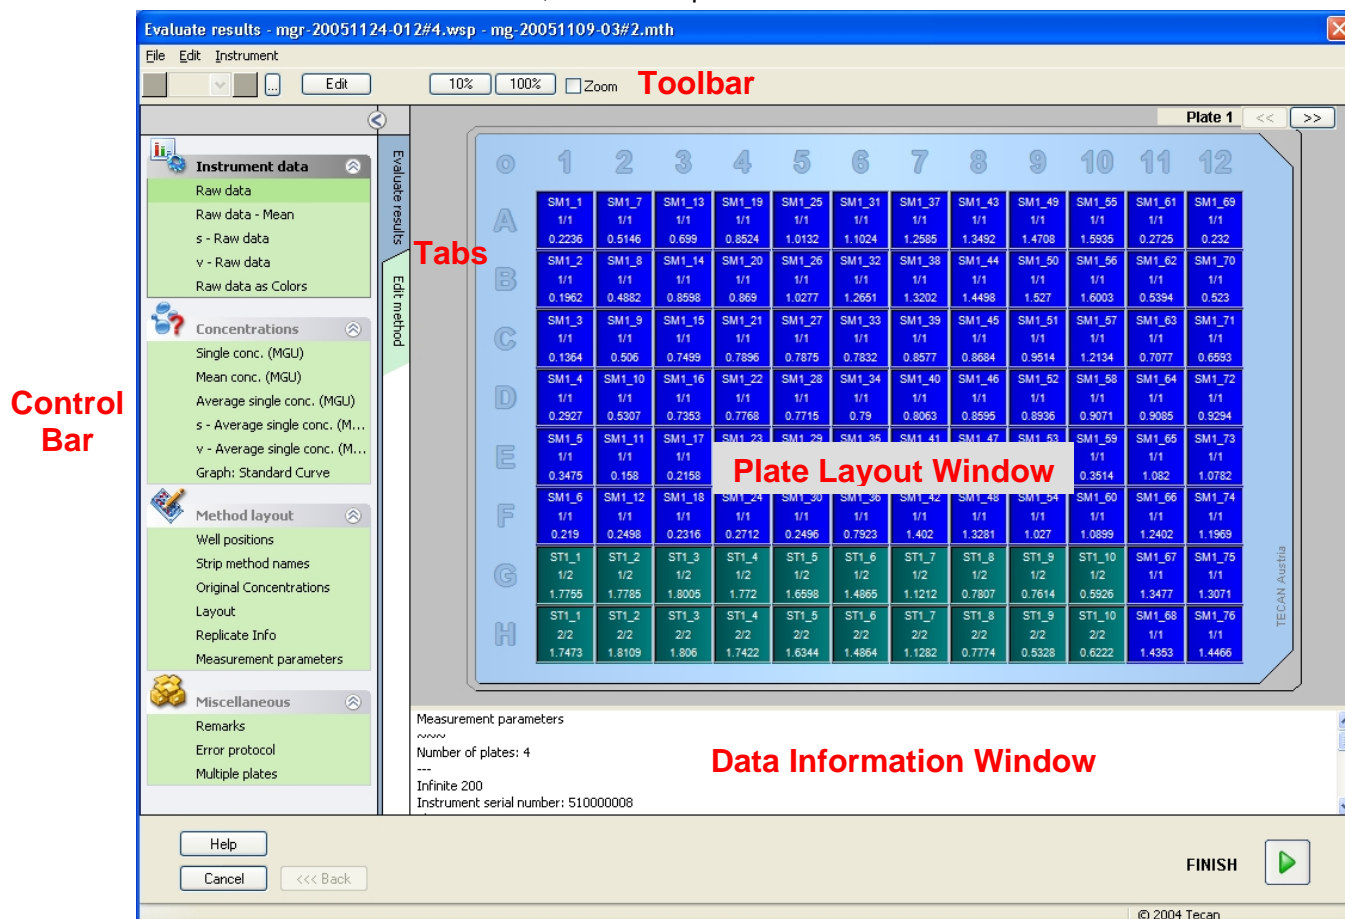 Evaluate results - mgr-20051124-012#4.wsp - mg-20051109-03#2.mth
File Edit Instrument
... Edit 10% 100% Zoom Toolbar
Plate 1 << >>
Evaluate results
Edit method
Tabs
Control
Bar
Instrument data
Raw data
Raw data - Mean
s - Raw data
v - Raw data
Raw data as Colors
Concentrations
Single conc. (MGU)
Mean conc. (MGU)
Average single conc. (MGU)
s - Average single conc. (M...
v - Average single conc. (M...
Graph: Standard Curve
Method layout
Well positions
Strip method names
Original Concentrations
Layout
Replicate Info
Measurement parameters
Miscellaneous
Remarks
Error protocol
Multiple plates
o 1 2 3 4 5 6 7 8 9 10 11 12
A
SM1_1 SM1_7 SM1_13 SM1_19 SM1_25 SM1_31 SM1_37 SM1_43 SM1_49 SM1_55 SM1_61 SM1_69
1/1 1/1 1/1 1/1 1/1 1/1 1/1 1/1 1/1 1/1 1/1 1/1
0.2236 0.5146 0.699 0.8524 1.0132 1.1024 1.2585 1.3492 1.4708 1.5935 0.2725 0.232
B
SM1_2 SM1_8 SM1_14 SM1_20 SM1_26 SM1_32 SM1_38 SM1_44 SM1_50 SM1_56 SM1_62 SM1_70
1/1 1/1 1/1 1/1 1/1 1/1 1/1 1/1 1/1 1/1 1/1 1/1
0.1962 0.4882 0.8598 0.869 1.0277 1.2651 1.3202 1.4498 1.527 1.6003 0.5394 0.523
C
SM1_3 SM1_9 SM1_15 SM1_21 SM1_27 SM1_33 SM1_39 SM1_45 SM1_51 SM1_57 SM1_63 SM1_71
1/1 1/1 1/1 1/1 1/1 1/1 1/1 1/1 1/1 1/1 1/1 1/1
0.1364 0.506 0.7499 0.7896 0.7875 0.7832 0.8577 0.8684 0.9514 1.2134 0.7077 0.6593
D
SM1_4 SM1_10 SM1_16 SM1_22 SM1_28 SM1_34 SM1_40 SM1_46 SM1_52 SM1_58 SM1_64 SM1_72
1/1 1/1 1/1 1/1 1/1 1/1 1/1 1/1 1/1 1/1 1/1 1/1
0.2927 0.5307 0.7353 0.7768 0.7715 0.79 0.8063 0.8595 0.8936 0.9071 0.9085 0.9294
E
SM1_5 SM1_11 SM1_17 SM1_23 SM1_29 SM1_35 SM1_41 SM1_47 SM1_53 SM1_59 SM1_65 SM1_73
1/1 1/1 1/1 1/1 1/1 1/1
0.3475 0.158 0.2158 0.3514 1.082 1.0782
Plate Layout Window
F
SM1_6 SM1_12 SM1_18 SM1_24 SM1_30 SM1_36 SM1_42 SM1_48 SM1_54 SM1_60 SM1_66 SM1_74
1/1 1/1 1/1 1/1 1/1 1/1 1/1 1/1 1/1 1/1 1/1 1/1
0.219 0.2498 0.2316 0.2712 0.2496 0.7923 1.402 1.3281 1.027 1.0899 1.2402 1.1969
G
ST1_1 ST1_2 ST1_3 ST1_4 ST1_5 ST1_6 ST1_7 ST1_8 ST1_9 ST1_10 SM1_67 SM1_75
1/2 1/2 1/2 1/2 1/2 1/2 1/2 1/2 1/2 1/2 1/1 1/1
1.7755 1.7785 1.8005 1.772 1.6598 1.4865 1.1212 0.7807 0.7614 0.5926 1.3477 1.3071
H
ST1_1 ST1_2 ST1_3 ST1_4 ST1_5 ST1_6 ST1_7 ST1_8 ST1_9 ST1_10 SM1_68 SM1_76
2/2 2/2 2/2 2/2 2/2 2/2 2/2 2/2 2/2 2/2 1/1 1/1
1.7473 1.8109 1.806 1.7422 1.6344 1.4864 1.1282 0.7774 0.5328 0.6222 1.4353 1.4466
TECAN Austria
Measurement parameters
~~~~
Number of plates: 4
---
Infinite 200
Instrument serial number: 510000008
Data Information Window
Help
Cancel <<< Back
FINISH
© 2004 Tecan